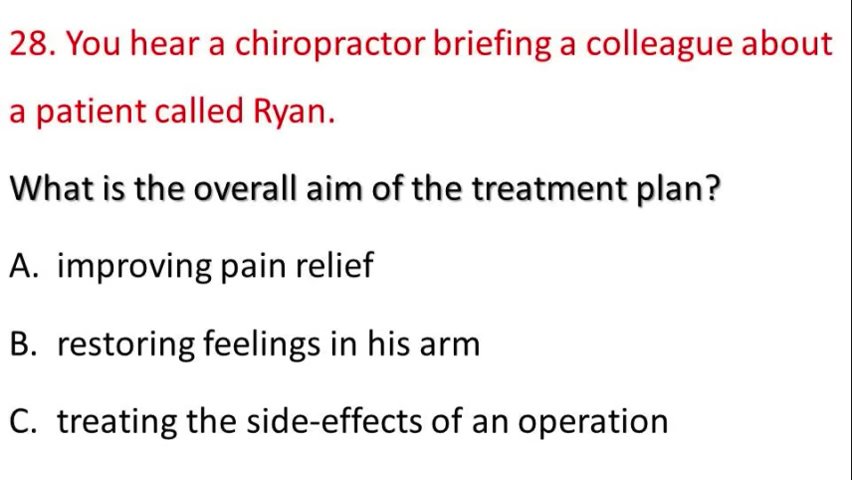 28. You hear a chiropractor briefing a colleague about
a patient called Ryan.
What is the overall aim of the treatment plan?
A. improving pain relief
B. restoring feelings in his arm
C. treating the side-effects of an operation